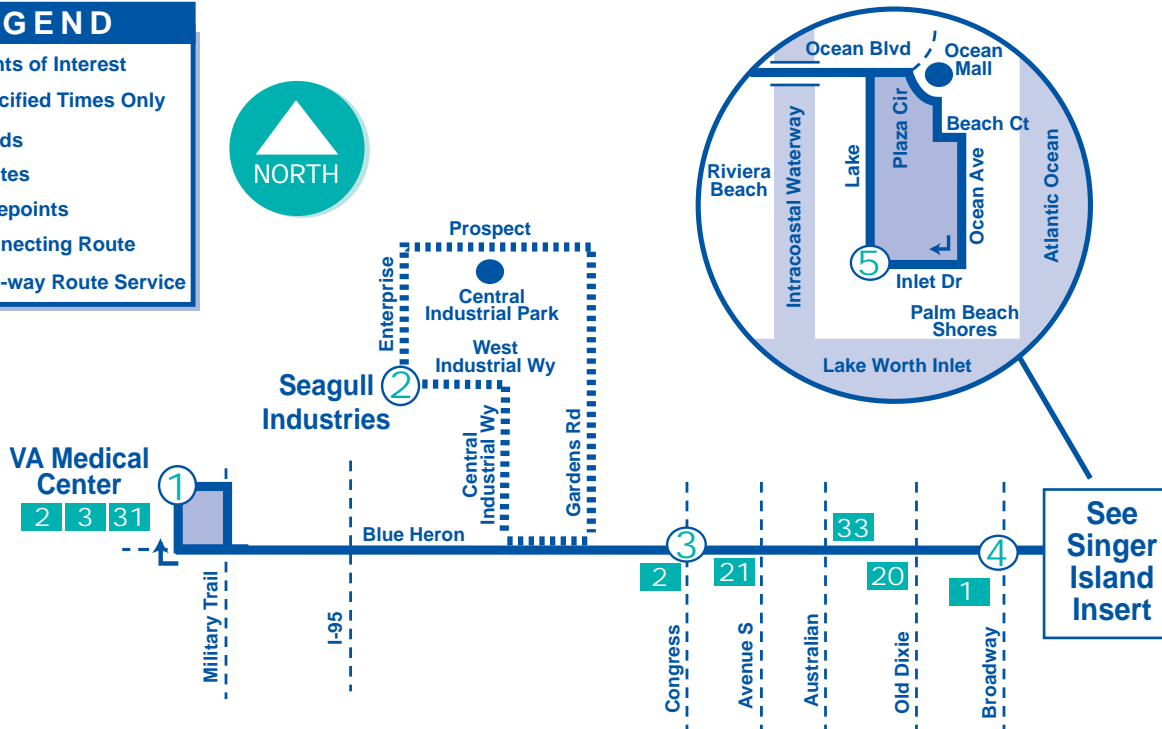 GEND
nts of Interest
cified Times Only
ds
tes
epoints
necting Route
-way Route Service
NORTH
Ocean Blvd
Ocean
Mall
Plaza Cir
Beach Ct
Riviera
Beach
Intracoastal Waterway
Lake
Ocean Ave
Atlantic Ocean
5
Inlet Dr
Palm Beach
Shores
Lake Worth Inlet
Prospect
Enterprise
Central
Industrial Park
West
Industrial Wy
Seagull
Industries
2
Central
Industrial Wy
Gardens Rd
VA Medical
Center
1
2 3 31
Blue Heron
Military Trail
I-95
3
2
21
33
20
1
4
Congress
Avenue S
Australian
Old Dixie
Broadway
See
Singer
Island
Insert